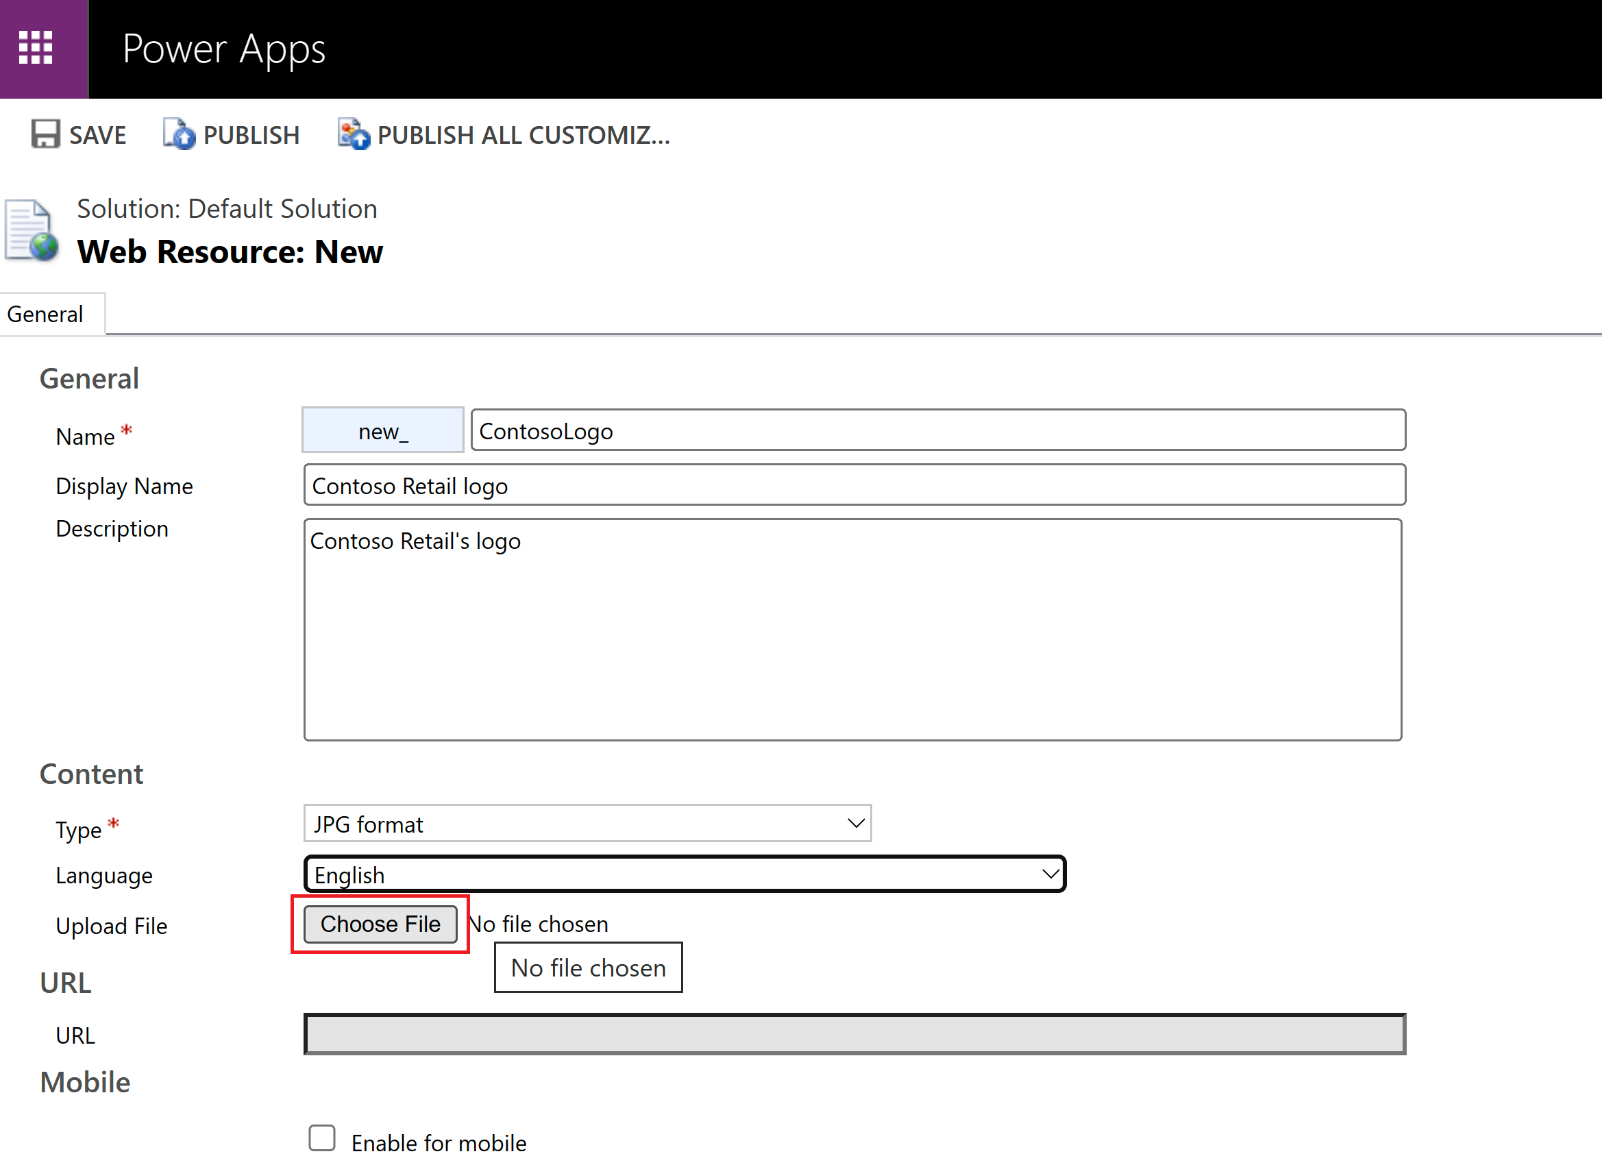 Power Apps
SAVE PUBLISH PUBLISH ALL CUSTOMIZ...
Solution: Default Solution
Web Resource: New
General
General
Name * new_ ContosoLogo
Display Name Contoso Retail logo
Description Contoso Retail's logo
Content
Type * JPG format
Language English
Upload File Choose File No file chosen
No file chosen
URL
URL
Mobile
Enable for mobile